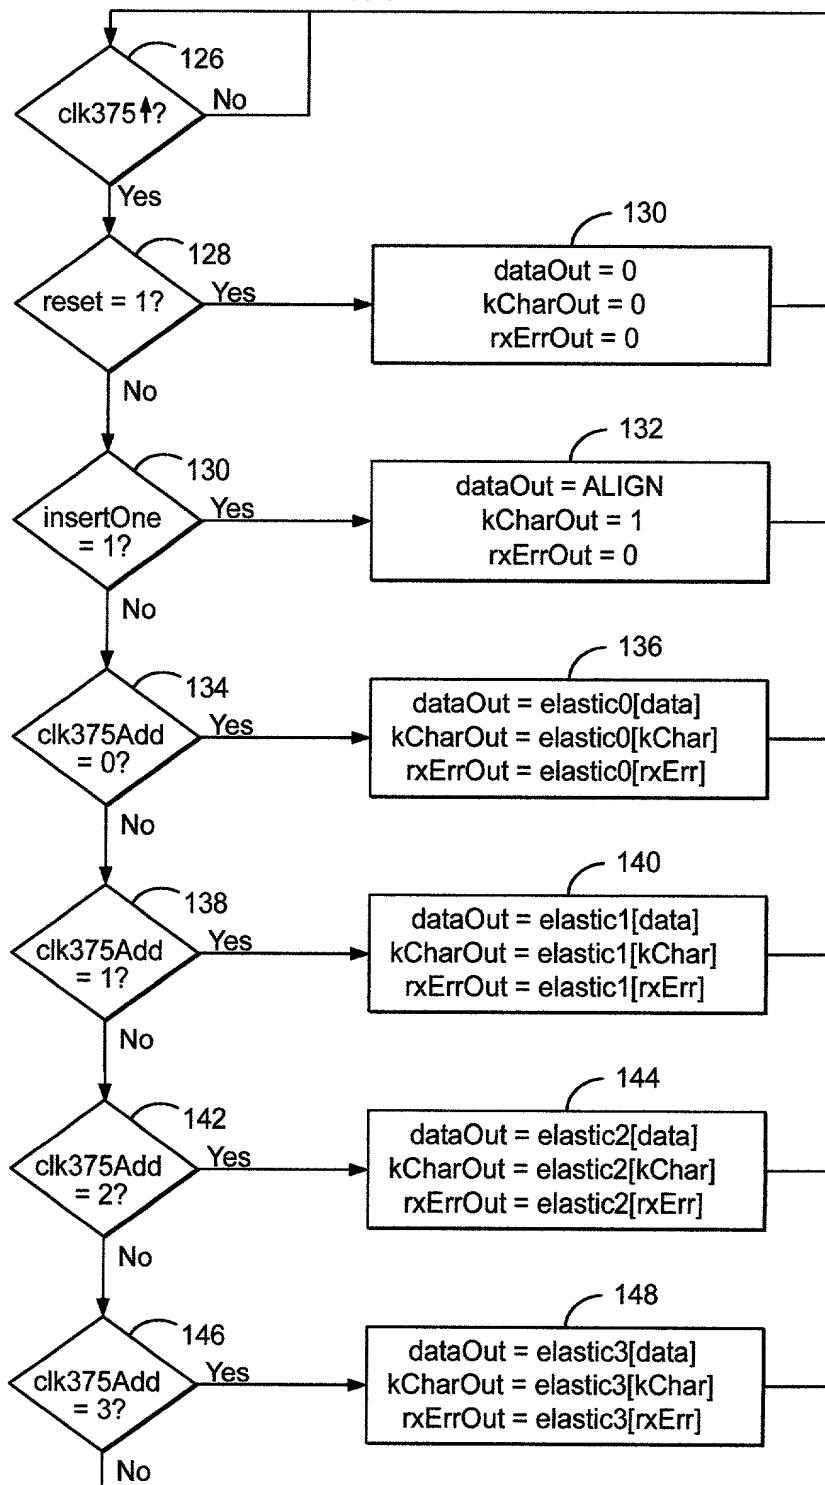 126
clk375↑?
No
Yes
128
reset = 1?
Yes
130
dataOut = 0
kCharOut = 0
rxErrOut = 0
No
130
insertOne
= 1?
Yes
132
dataOut = ALIGN
kCharOut = 1
rxErrOut = 0
No
134
clk375Add
= 0?
Yes
136
dataOut = elastic0[data]
kCharOut = elastic0[kChar]
rxErrOut = elastic0[rxErr]
No
138
clk375Add
= 1?
Yes
140
dataOut = elastic1[data]
kCharOut = elastic1[kChar]
rxErrOut = elastic1[rxErr]
No
142
clk375Add
= 2?
Yes
144
dataOut = elastic2[data]
kCharOut = elastic2[kChar]
rxErrOut = elastic2[rxErr]
No
146
clk375Add
= 3?
Yes
148
dataOut = elastic3[data]
kCharOut = elastic3[kChar]
rxErrOut = elastic3[rxErr]
No